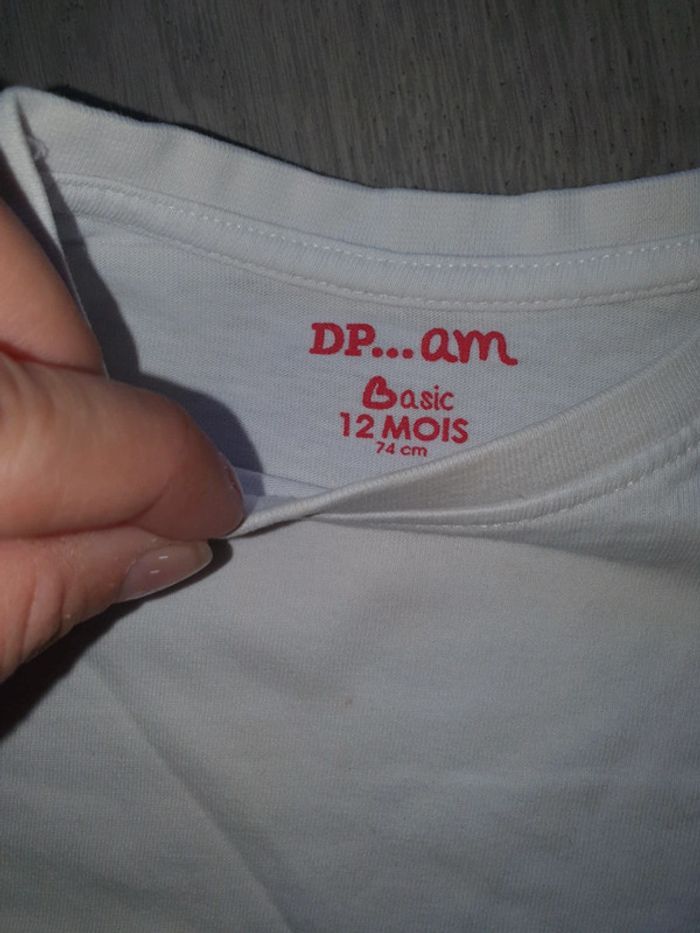 DP...am
Basic
12 MOIS
74 cm